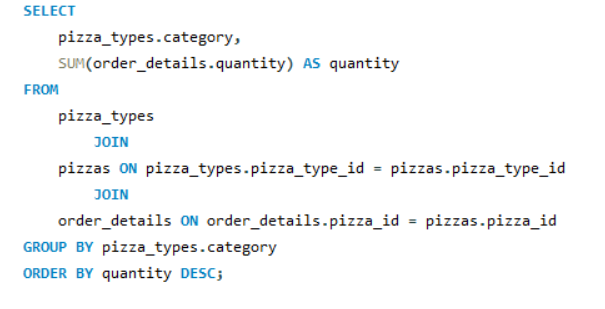 SELECT
pizza_types.category,
SUM(order_details.quantity) AS quantity
FROM
pizza_types
JOIN
pizzas ON pizza_types.pizza_type_id = pizzas.pizza_type_id
JOIN
order_details ON order_details.pizza_id = pizzas.pizza_id
GROUP BY pizza_types.category
ORDER BY quantity DESC;